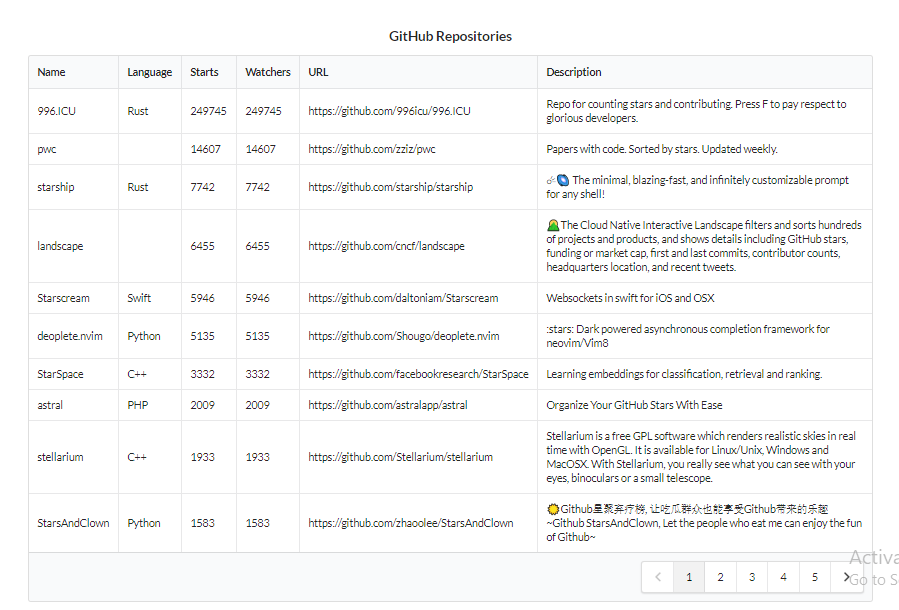 GitHub Repositories
Name Language Starts Watchers URL Description
996.ICU Rust 249745 249745 https://github.com/996icu/996.ICU Repo for counting stars and contributing. Press F to pay respect to
glorious developers.
pwc 14607 14607 https://github.com/zziz/pwc Papers with code. Sorted by stars. Updated weekly.
starship Rust 7742 7742 https://github.com/starship/starship ☄🌌️ The minimal, blazing-fast, and infinitely customizable prompt
for any shell!
landscape 6455 6455 https://github.com/cncf/landscape 🌄The Cloud Native Interactive Landscape filters and sorts hundreds
of projects and products, and shows details including GitHub stars,
funding or market cap, first and last commits, contributor counts,
headquarters location, and recent tweets.
Starscream Swift 5946 5946 https://github.com/daltoniam/Starscream Websockets in swift for iOS and OSX
deoplete.nvim Python 5135 5135 https://github.com/Shougo/deoplete.nvim :stars: Dark powered asynchronous completion framework for
neovim/Vim8
StarSpace C++ 3332 3332 https://github.com/facebookresearch/StarSpace Learning embeddings for classification, retrieval and ranking.
astral PHP 2009 2009 https://github.com/astralapp/astral Organize Your GitHub Stars With Ease
stellarium C++ 1933 1933 https://github.com/Stellarium/stellarium Stellarium is a free GPL software which renders realistic skies in real
time with OpenGL. It is available for Linux/Unix, Windows and
MacOSX. With Stellarium, you really see what you can see with your
eyes, binoculars or a small telescope.
StarsAndClown Python 1583 1583 https://github.com/zhaoolee/StarsAndClown 🌞Github星聚弃疗榜, 让吃瓜群众也能享受Github带来的乐趣
~Github StarsAndClown, Let the people who eat me can enjoy the fun
of Github~
1 2 3 4 5
Activa
Go to S